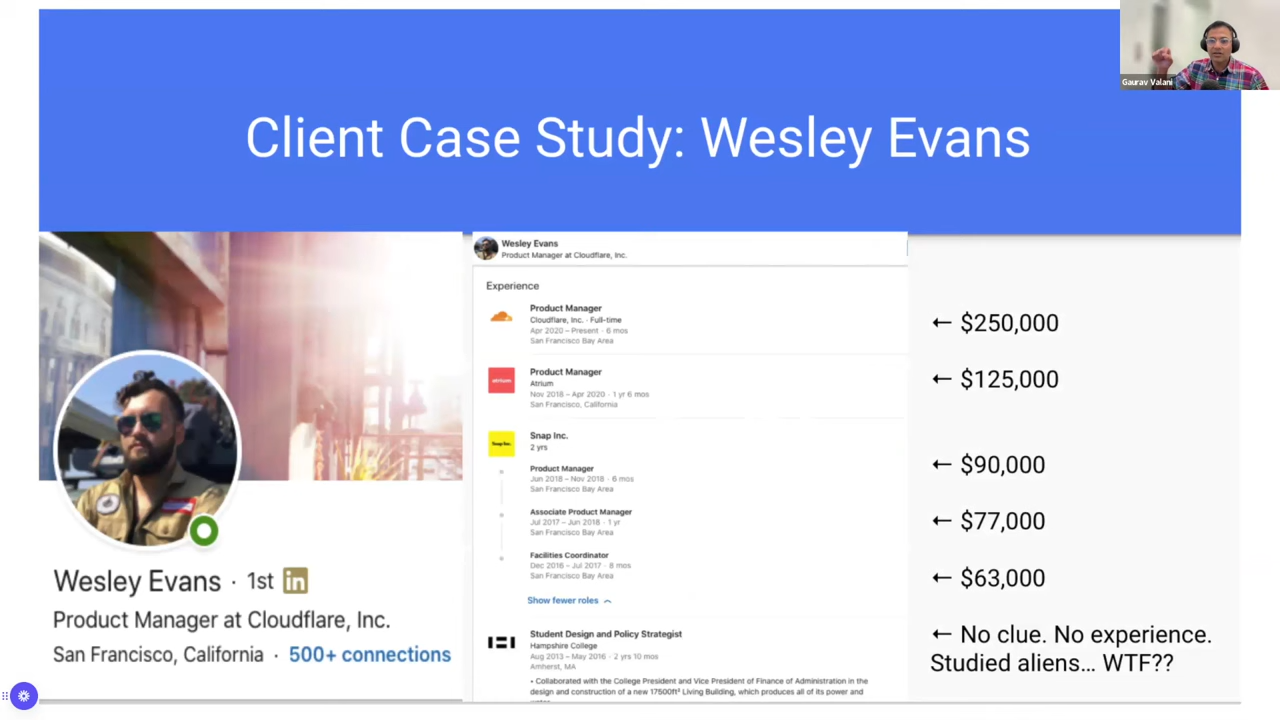 Gaurav Valani
Client Case Study: Wesley Evans
Wesley Evans · 1st in
Product Manager at Cloudflare, Inc.
San Francisco, California · 500+ connections
Wesley Evans
Product Manager at Cloudflare, Inc.
Experience
Product Manager
Cloudflare, Inc. · Full-time
Apr 2020 – Present · 6 mos
San Francisco Bay Area
atrium
Product Manager
Atrium
Nov 2018 – Apr 2020 · 1 yr 6 mos
San Francisco, California
Snap Inc.
Snap Inc.
2 yrs
Product Manager
Jun 2018 – Nov 2018 · 6 mos
San Francisco Bay Area
Associate Product Manager
Jul 2017 – Jun 2018 · 1 yr
San Francisco Bay Area
Facilities Coordinator
Dec 2016 – Jul 2017 · 8 mos
San Francisco Bay Area
Show fewer roles
Student Design and Policy Strategist
Hampshire College
Aug 2013 – May 2016 · 2 yrs 10 mos
Amherst, MA
• Collaborated with the College President and Vice President of Finance of Administration in the
design and construction of a new 17500ft² Living Building, which produces all of its power and
← $250,000
← $125,000
← $90,000
← $77,000
← $63,000
← No clue. No experience.
Studied aliens... WTF??